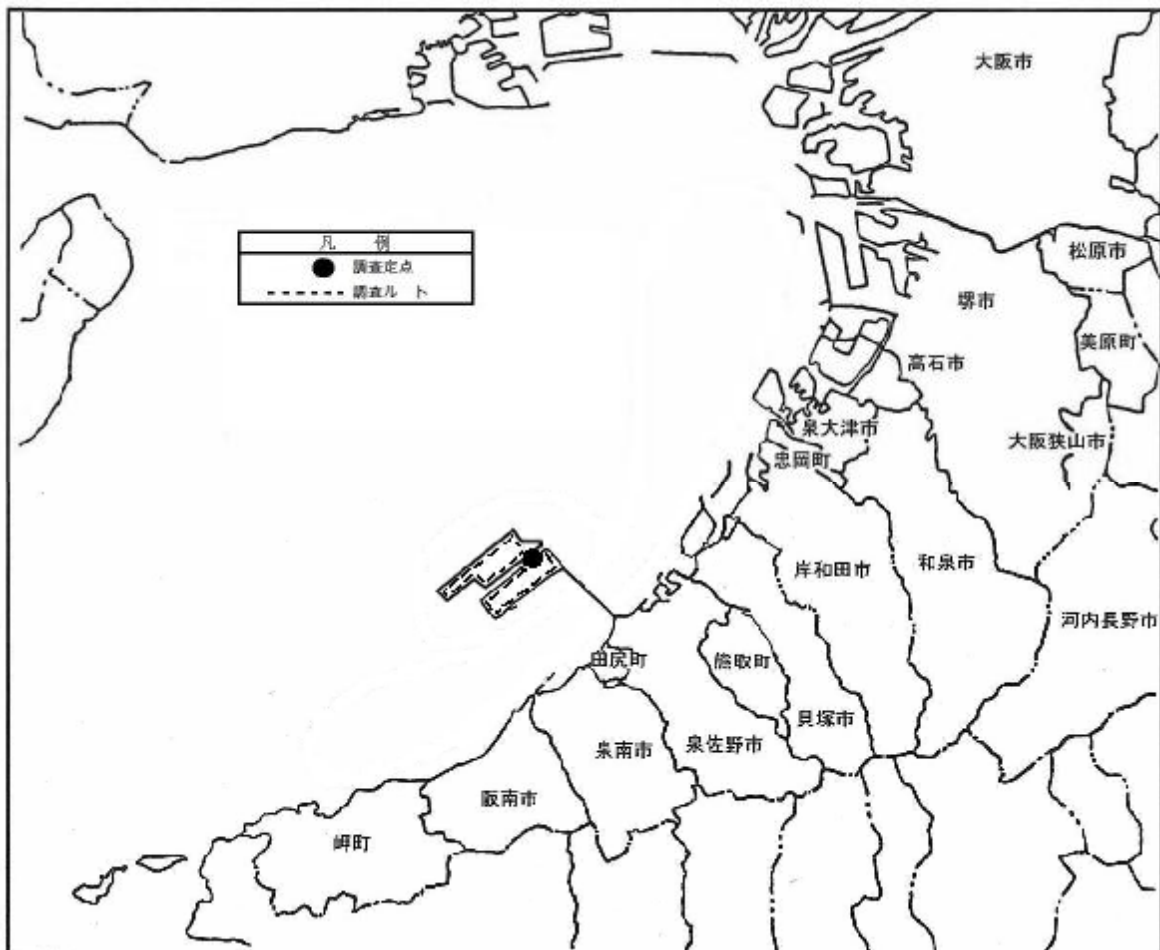 大阪市
凡 例
調査定点
調査ルート
松原市
堺市
美原町
高石市
泉大津市
大阪狭山市
忠岡町
岸和田市
和泉市
河内長野市
田尻町
熊取町
貝塚市
泉南市
泉佐野市
阪南市
岬町